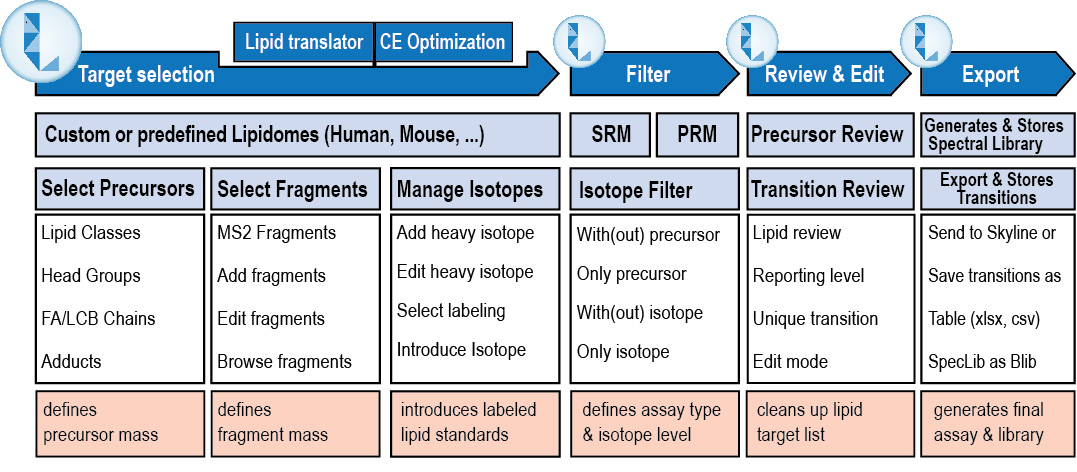 Lipid translator
CE Optimization
Target selection
Filter
Review & Edit
Export
Custom or predefined Lipidomes (Human, Mouse, ...)
SRM
PRM
Precursor Review
Generates & Stores
Spectral Library
Select Precursors
Select Fragments
Manage Isotopes
Isotope Filter
Transition Review
Export & Stores
Transitions
Lipid Classes
Head Groups
FA/LCB Chains
Adducts
MS2 Fragments
Add fragments
Edit fragments
Browse fragments
Add heavy isotope
Edit heavy isotope
Select labeling
Introduce Isotope
With(out) precursor
Only precursor
With(out) isotope
Only isotope
Lipid review
Reporting level
Unique transition
Edit mode
Send to Skyline or
Save transitions as
Table (xlsx, csv)
SpecLib as Blib
defines
precursor mass
defines
fragment mass
introduces labeled
lipid standards
defines assay type
& isotope level
cleans up lipid
target list
generates final
assay & library